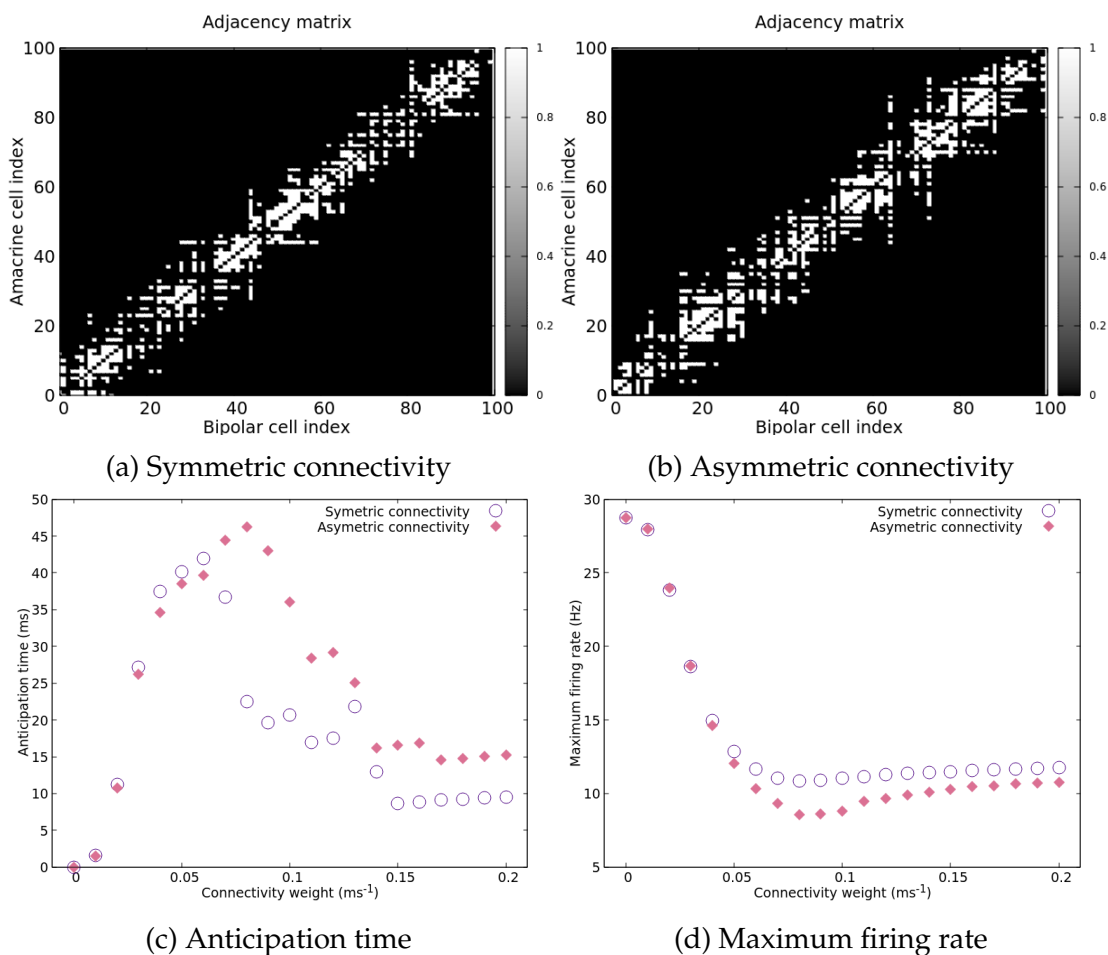 Adjacency matrix
100
80
60
40
20
0
Amacrine cell index
0 20 40 60 80 100
Bipolar cell index
1
0.8
0.6
0.4
0.2
0
(a) Symmetric connectivity
Adjacency matrix
100
80
60
40
20
0
Amacrine cell index
0 20 40 60 80 100
Bipolar cell index
1
0.8
0.6
0.4
0.2
0
(b) Asymmetric connectivity
50
45
40
35
30
25
20
15
10
5
0
Anticipation time (ms)
Symetric connectivity
Asymetric connectivity
0 0.05 0.1 0.15 0.2
Connectivity weight (ms-1)
(c) Anticipation time
30
25
20
15
10
5
Maximum firing rate (Hz)
Symetric connectivity
Asymetric connectivity
0 0.05 0.1 0.15 0.2
Connectivity weight (ms-1)
(d) Maximum firing rate